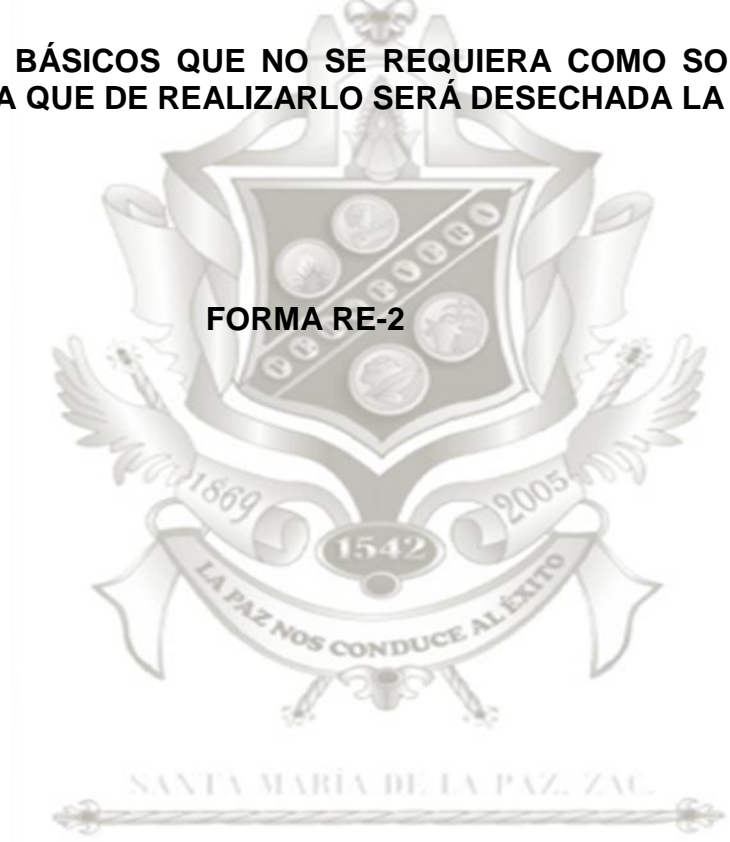 BÁSICOS QUE NO SE REQUIERA COMO SO
A QUE DE REALIZARLO SERÁ DESECHADA LA
FORMA RE-2
1869
2005
1542
LA PAZ NOS CONDUCE AL ÉXITO
SANTA MARÍA DE LA PAZ, ZAC.